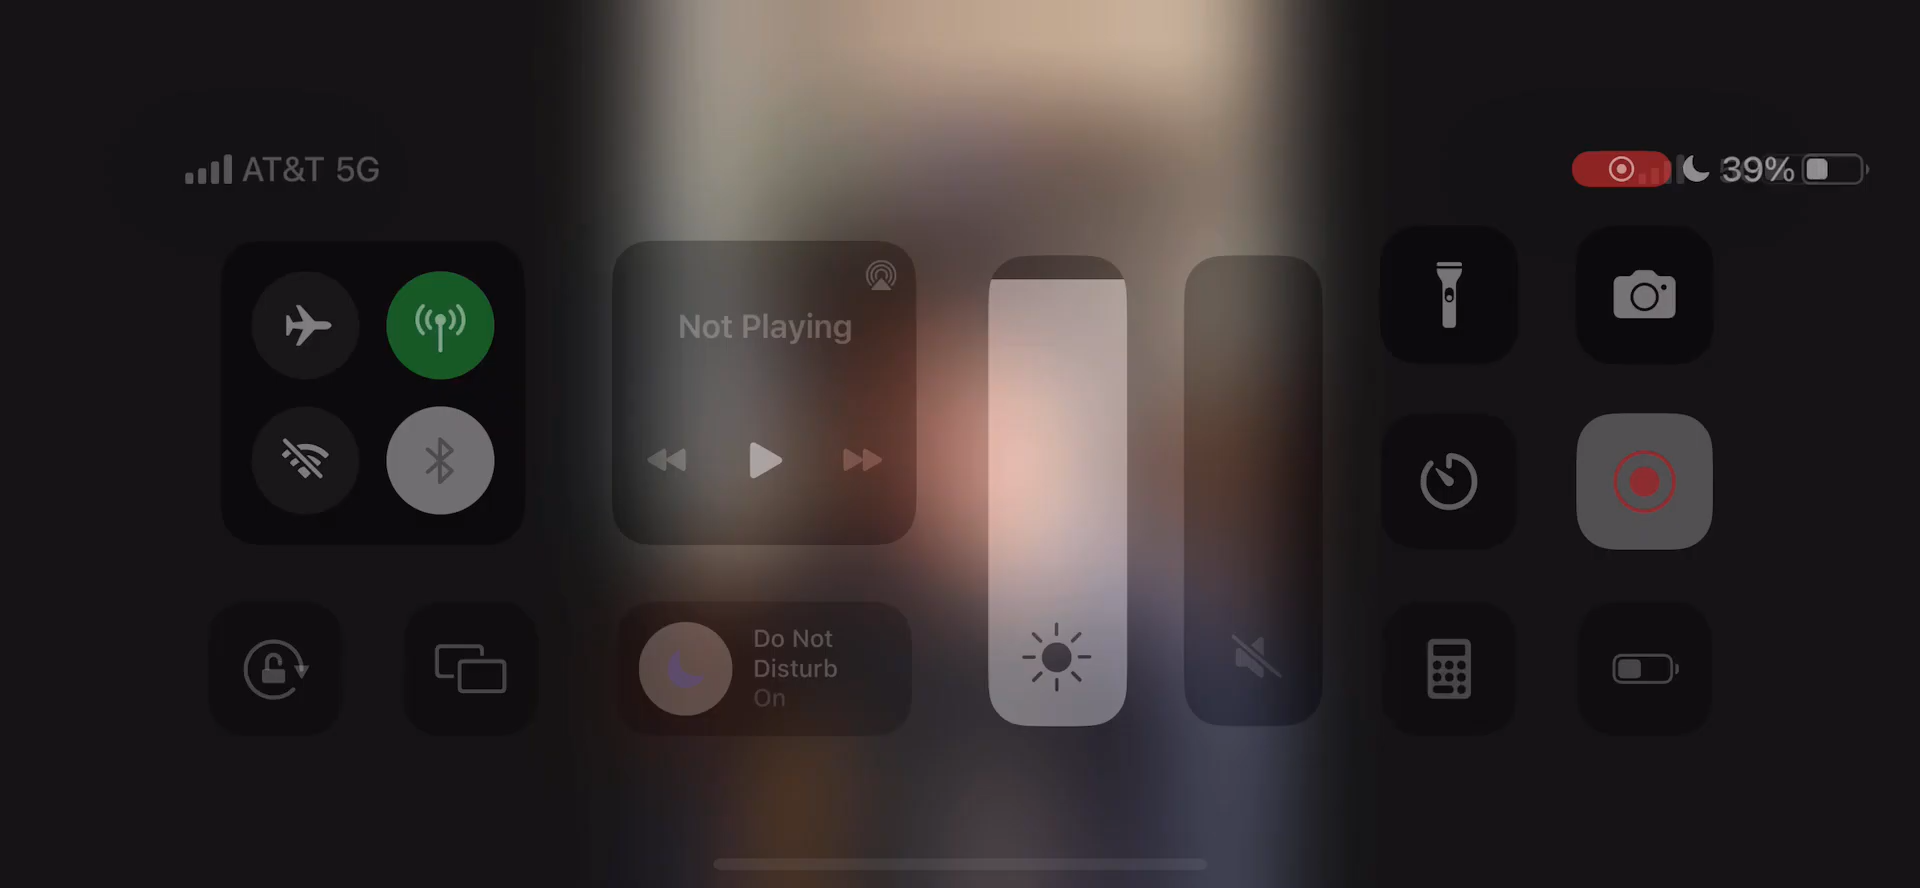 AT&T 5G
39%
Not Playing
Do Not
Disturb
On